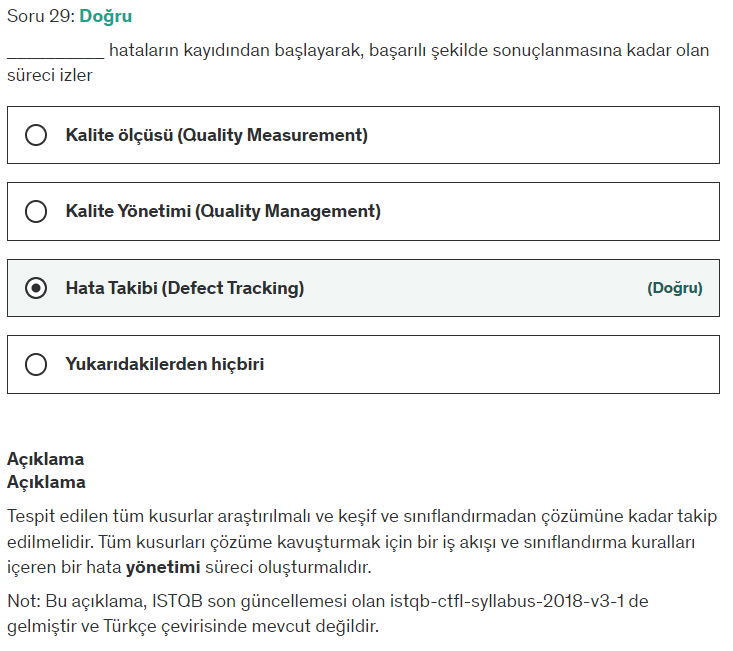 Soru 29: Doğru
___________ hataların kayıdından başlayarak, başarılı şekilde sonuçlanmasına kadar olan
süreci izler
Kalite ölçüsü (Quality Measurement)
Kalite Yönetimi (Quality Management)
Hata Takibi (Defect Tracking)
(Doğru)
Yukarıdakilerden hiçbiri
Açıklama
Açıklama
Tespit edilen tüm kusurlar araştırılmalı ve keşif ve sınıflandırmadan çözümüne kadar takip
edilmelidir. Tüm kusurları çözüme kavuşturmak için bir iş akışı ve sınıflandırma kuralları
içeren bir hata yönetimi süreci oluşturmalıdır.
Not: Bu açıklama, ISTQB son güncellemesi olan istqb-ctfl-syllabus-2018-v3-1 de
gelmiştir ve Türkçe çevirisinde mevcut değildir.